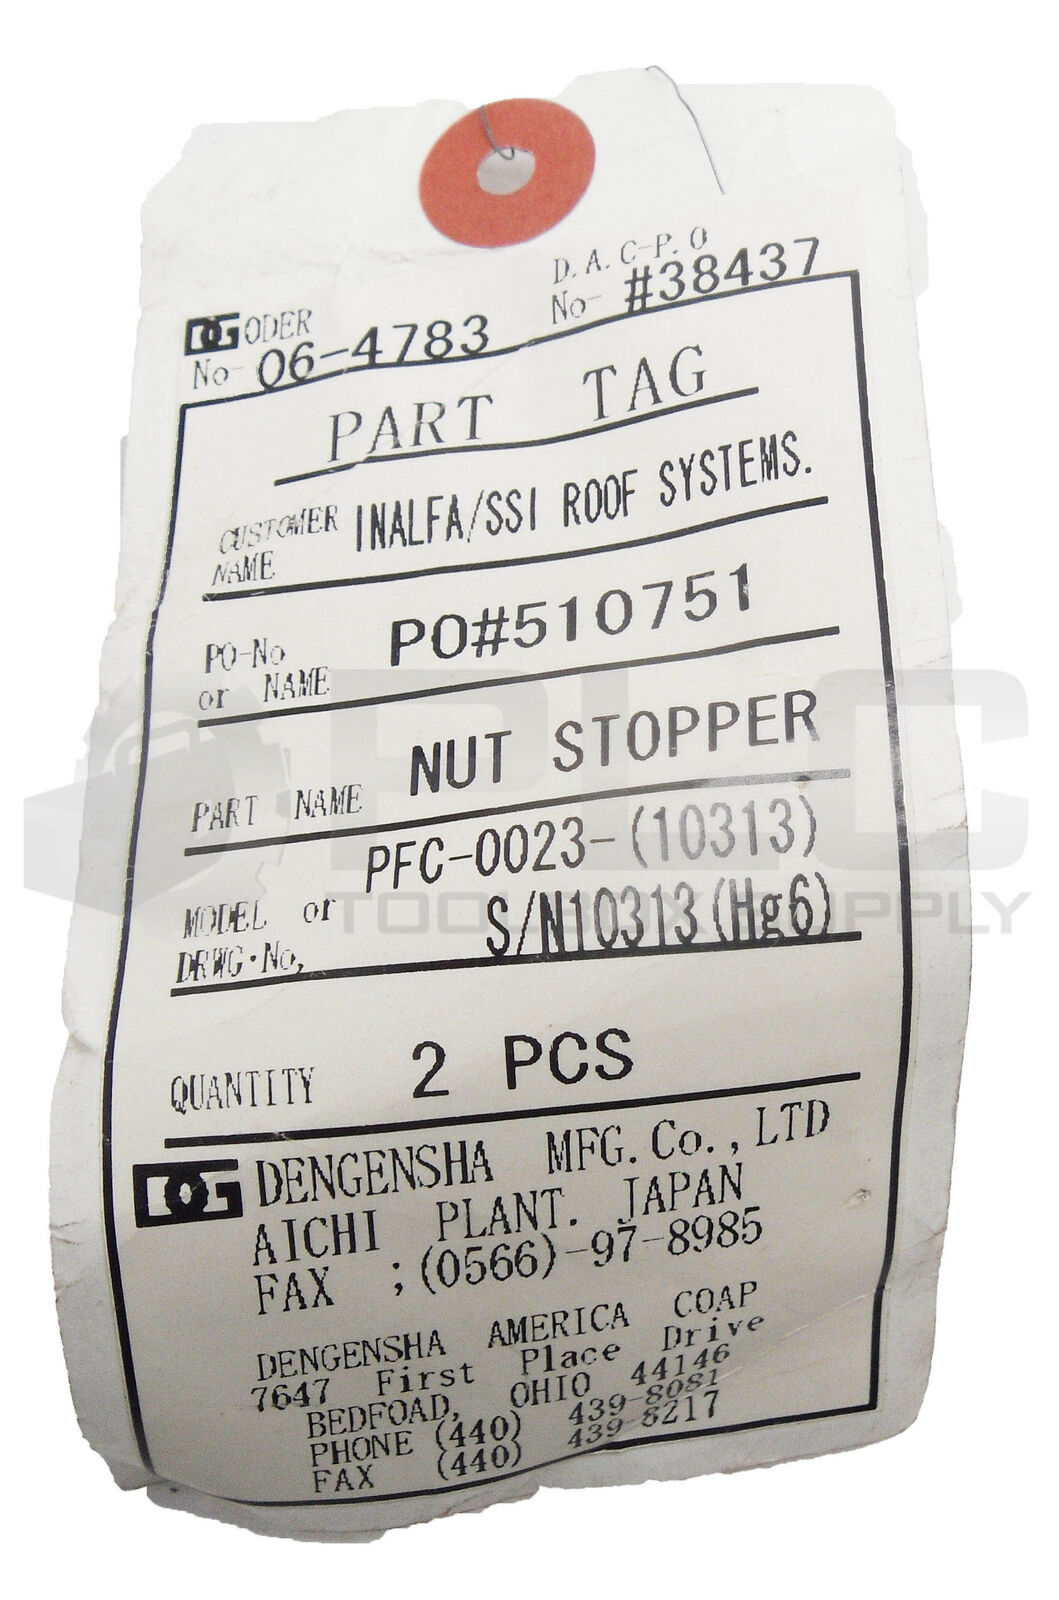 D.A.C-P.O
No- #38437
DG ODER
No- 06-4783
PART TAG
CUSTOMER
NAME
INALFA/SSI ROOF SYSTEMS.
PO-No
or NAME
PO#510751
PART NAME
NUT STOPPER
MODEL or
DRWG.No,
PFC-0023-(10313)
S/N10313(Hg6)
QUANTITY
2 PCS
DG DENGENSHA MFG.Co.,LTD
AICHI PLANT. JAPAN
FAX ;(0566)-97-8985
DENGENSHA AMERICA COAP
7647 First Place Drive
BEDFOAD, OHIO 44146
PHONE (440) 439-8081
FAX (440) 439-8217
PLC
TOOLBOX SUPPLY